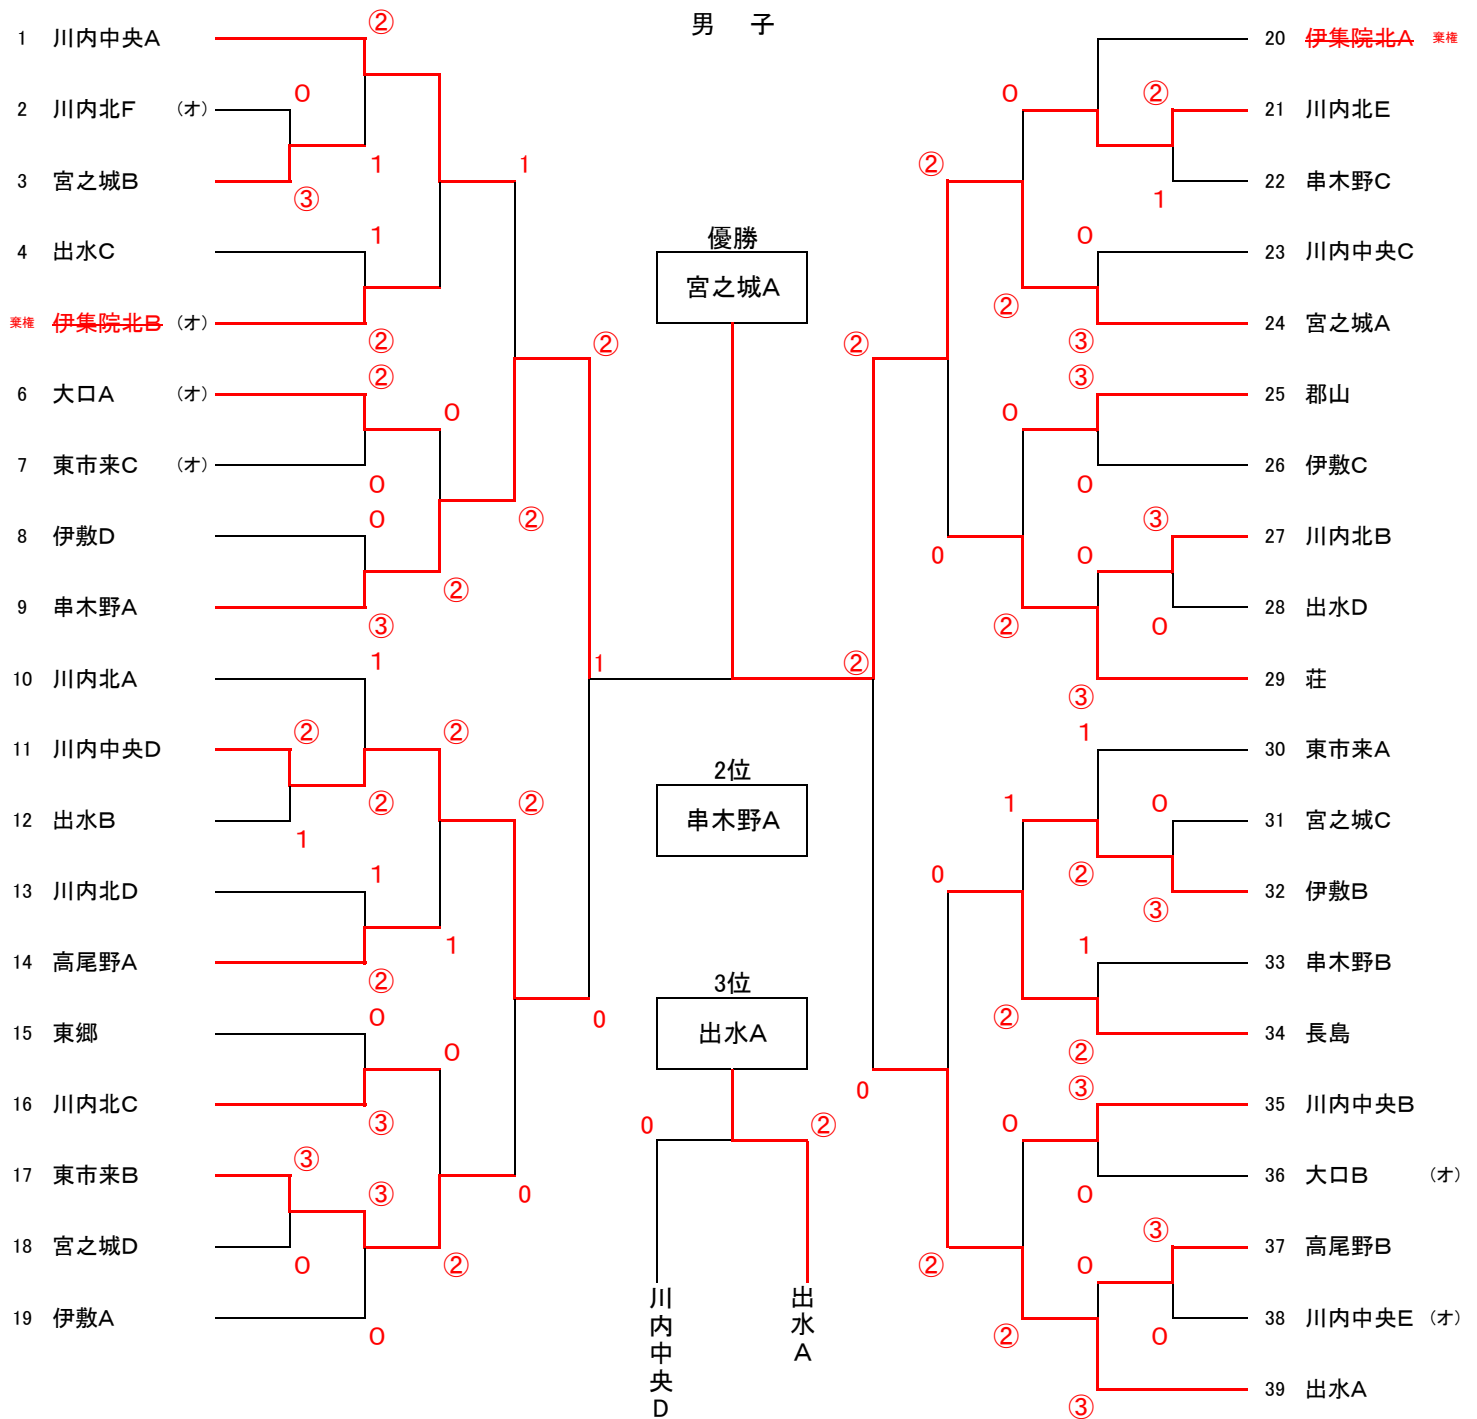 男　子
1 川内中央A
②
2 川内北F （オ）
0
3 宮之城B
③
1
1
4 出水C
1
棄権 伊集院北B （オ）
②
6 大口A （オ）
②
0
7 東市来C （オ）
0
8 伊敷D
0
②
②
9 串木野A
③
②
10 川内北A
1
11 川内中央D
②
②
②
②
12 出水B
1
13 川内北D
1
1
14 高尾野A
②
15 東郷
0
0
0
16 川内北C
③
17 東市来B
③
③
0
18 宮之城D
0
②
19 伊敷A
0
優勝
宮之城A
1
②
2位
串木野A
3位
出水A
0
②
川内中央D
出水A
20 伊集院北A 棄権
0
②
21 川内北E
②
22 串木野C
1
0
23 川内中央C
②
24 宮之城A
③
②
③
25 郡山
0
26 伊敷C
0
③
27 川内北B
0
0
28 出水D
②
0
29 荘
③
1
30 東市来A
1
0
31 宮之城C
0
②
32 伊敷B
③
1
33 串木野B
②
34 長島
②
0
③
35 川内中央B
0
36 大口B （オ）
0
③
37 高尾野B
②
0
38 川内中央E （オ）
②
0
39 出水A
③